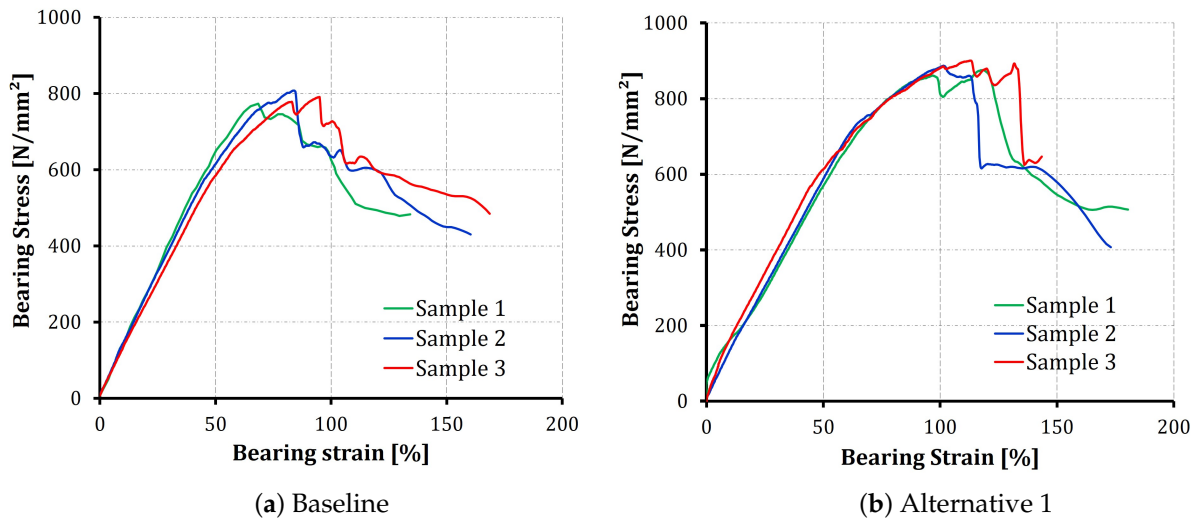 1000
800
600
400
200
0
0
50
100
150
200
Bearing Stress [N/mm²]
Bearing strain [%]
Sample 1
Sample 2
Sample 3
(a) Baseline
1000
800
600
400
200
0
0
50
100
150
200
Bearing Stress [N/mm²]
Bearing Strain [%]
Sample 1
Sample 2
Sample 3
(b) Alternative 1